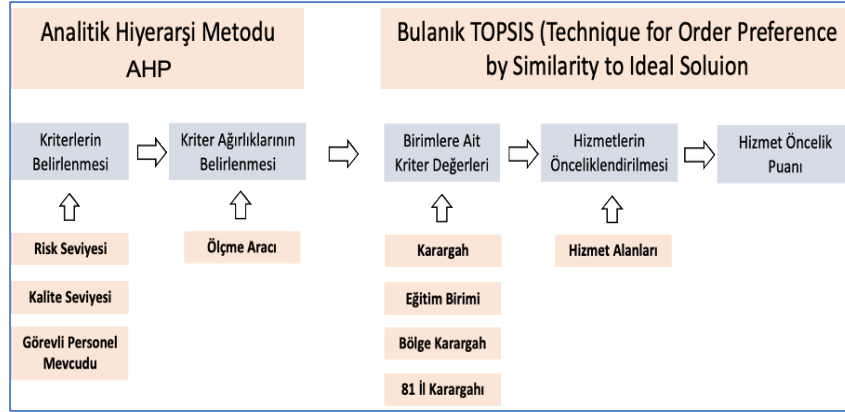 Analitik Hiyerarşi Metodu
AHP
Bulanık TOPSIS (Technique for Order Preference
by Similarity to Ideal Soluion
Kriterlerin
Belirlenmesi
Kriter Ağırlıklarının
Belirlenmesi
Birimlere Ait
Kriter Değerleri
Hizmetlerin
Önceliklendirilmesi
Hizmet Öncelik
Puanı
Risk Seviyesi
Kalite Seviyesi
Görevli Personel
Mevcudu
Ölçme Aracı
Karargah
Eğitim Birimi
Bölge Karargah
81 İl Karargahı
Hizmet Alanları